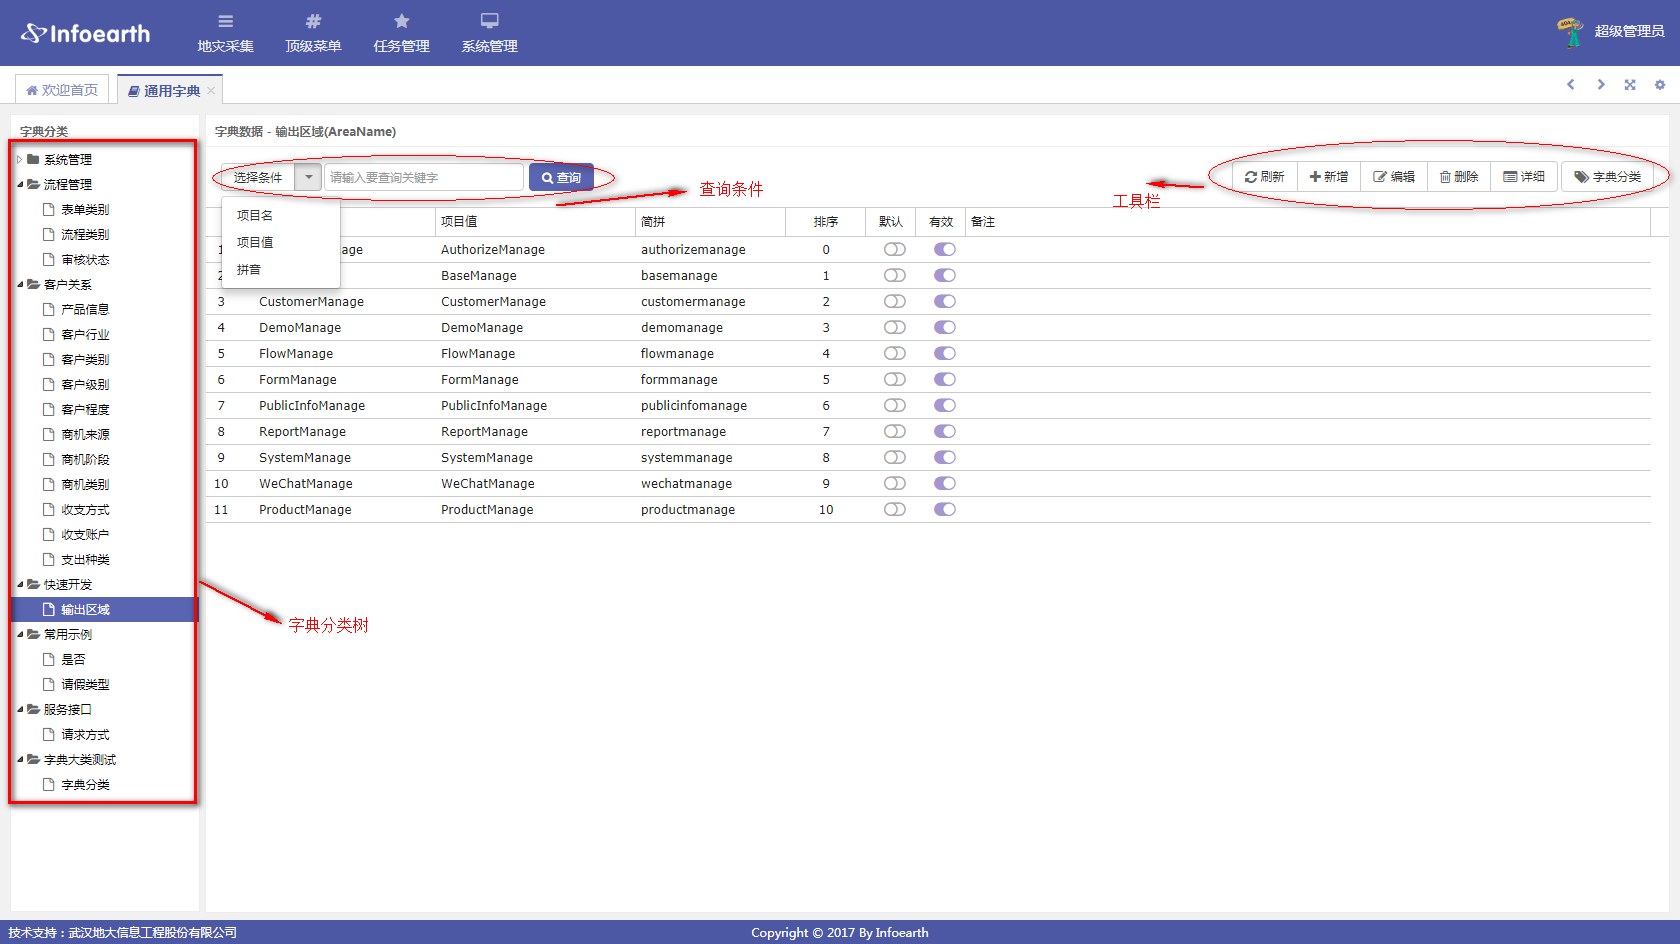 Infoearth
地灾采集 顶级菜单 任务管理 系统管理
超级管理员
欢迎首页 通用字典
字典分类
系统管理
流程管理
表单类别
流程类别
审核状态
客户关系
产品信息
客户行业
客户类别
客户级别
客户程度
商机来源
商机阶段
商机类别
收支方式
收支账户
支出种类
快速开发
输出区域
常用示例
是否
请假类型
服务接口
请求方式
字典大类测试
字典分类
字典分类树
字典数据 - 输出区域(AreaName)
选择条件 请输入要查询关键字 查询
查询条件
工具栏
刷新 新增 编辑 删除 详细 字典分类
项目名
项目值
拼音
项目值 简拼 排序 默认 有效 备注
1 age AuthorizeManage authorizemanage 0
2 BaseManage basemanage 1
3 CustomerManage CustomerManage customermanage 2
4 DemoManage DemoManage demomanage 3
5 FlowManage FlowManage flowmanage 4
6 FormManage FormManage formmanage 5
7 PublicInfoManage PublicInfoManage publicinfomanage 6
8 ReportManage ReportManage reportmanage 7
9 SystemManage SystemManage systemmanage 8
10 WeChatManage WeChatManage wechatmanage 9
11 ProductManage ProductManage productmanage 10
技术支持：武汉地大信息工程股份有限公司
Copyright © 2017 By Infoearth